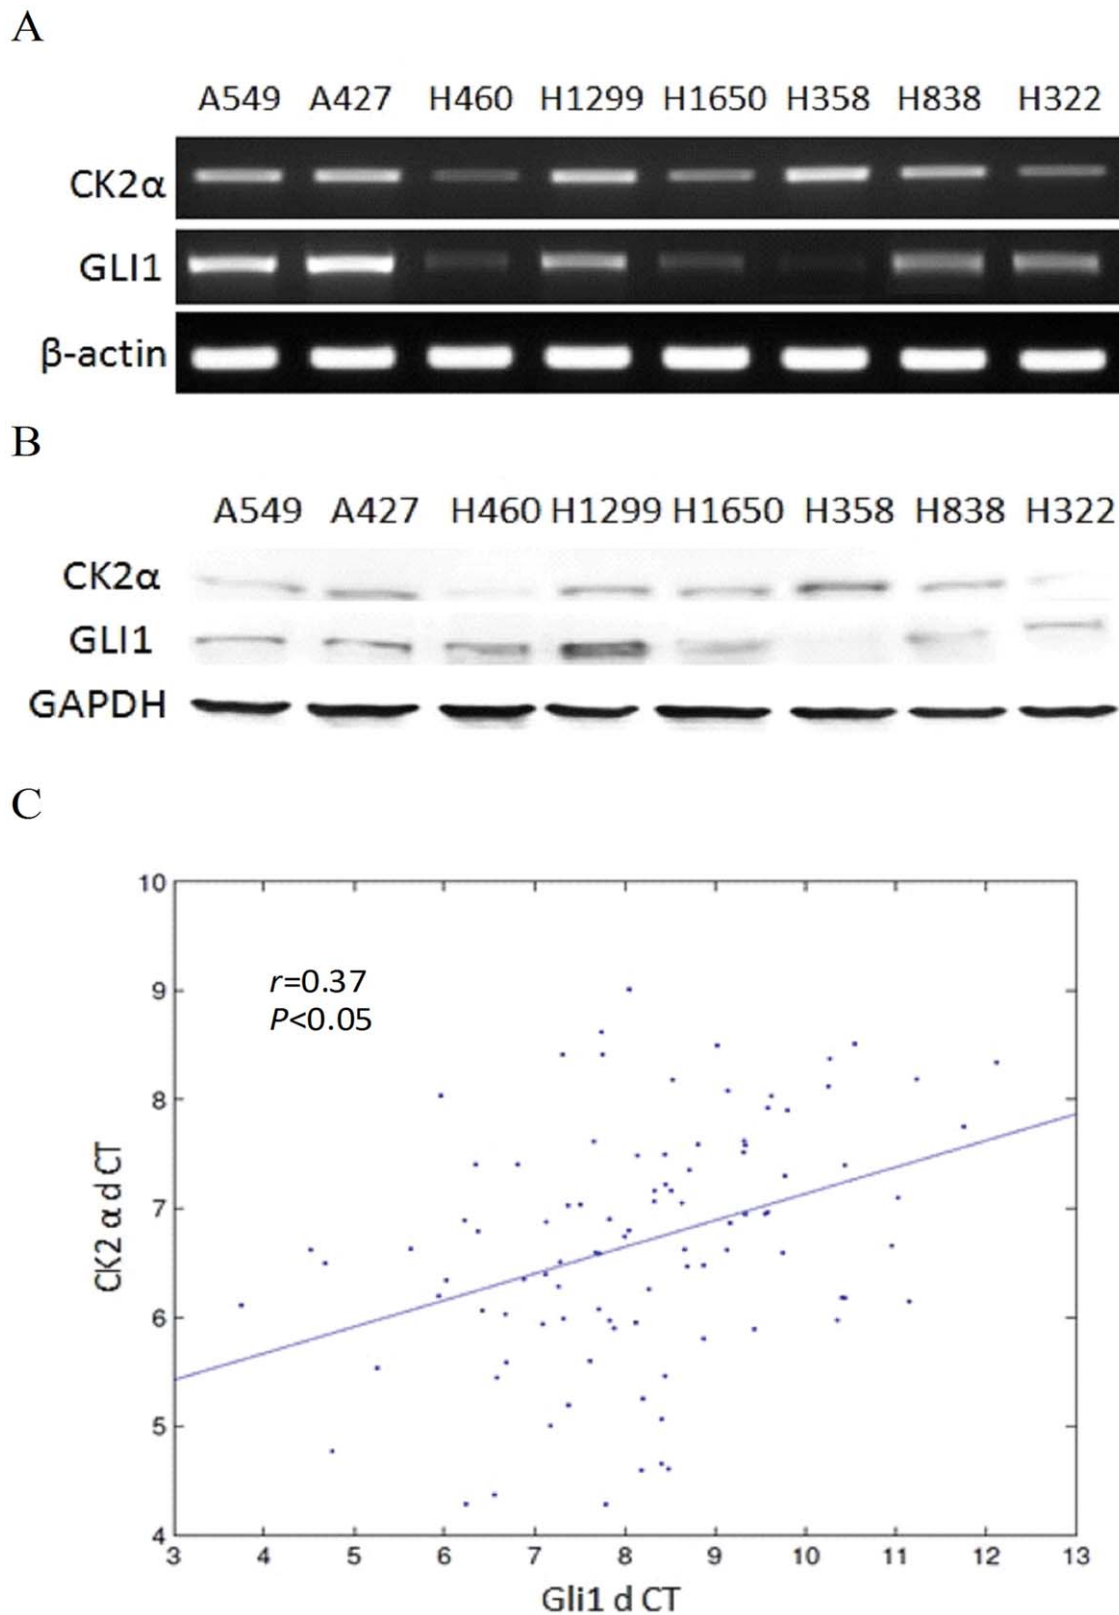 A
A549 A427 H460 H1299 H1650 H358 H838 H322
CK2α
GLI1
β-actin
B
A549 A427 H460 H1299 H1650 H358 H838 H322
CK2α
GLI1
GAPDH
C
10
r=0.37
9
P<0.05
8
7
6
5
4
CK2 α d CT
3 4 5 6 7 8 9 10 11 12 13
Gli1 d CT